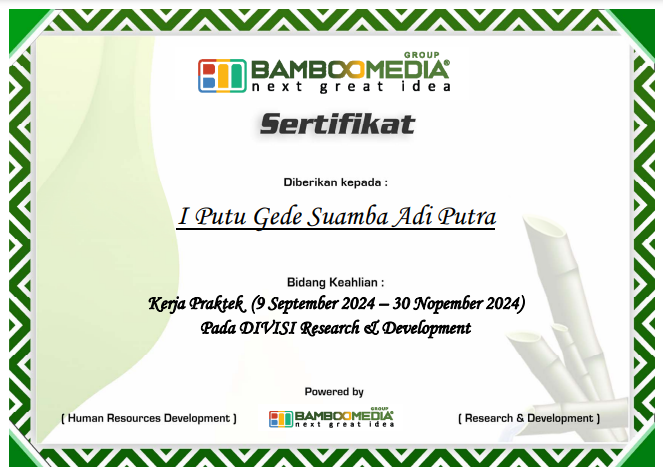 GROUP
BAMBOOMEDIA®
next great idea
Sertifikat
Diberikan kepada :
I Putu Gede Suamba Adi Putra
Bidang Keahlian :
Kerja Praktek (9 September 2024 – 30 Nopember 2024)
Pada DIVISI Research & Development
Powered by
( Human Resources Development )
GROUP
BAMBOOMEDIA®
next great idea
( Research & Development )